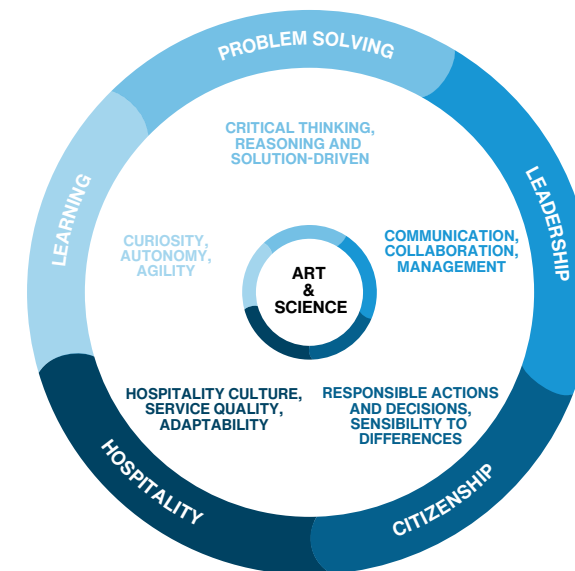 PROBLEM SOLVING
CRITICAL THINKING,
REASONING AND
SOLUTION-DRIVEN
LEADERSHIP
COMMUNICATION,
COLLABORATION,
MANAGEMENT
LEARNING
CURIOSITY,
AUTONOMY,
AGILITY
ART
&
SCIENCE
HOSPITALITY CULTURE,
SERVICE QUALITY,
ADAPTABILITY
RESPONSIBLE ACTIONS
AND DECISIONS,
SENSIBILITY TO
DIFFERENCES
HOSPITALITY
CITIZENSHIP